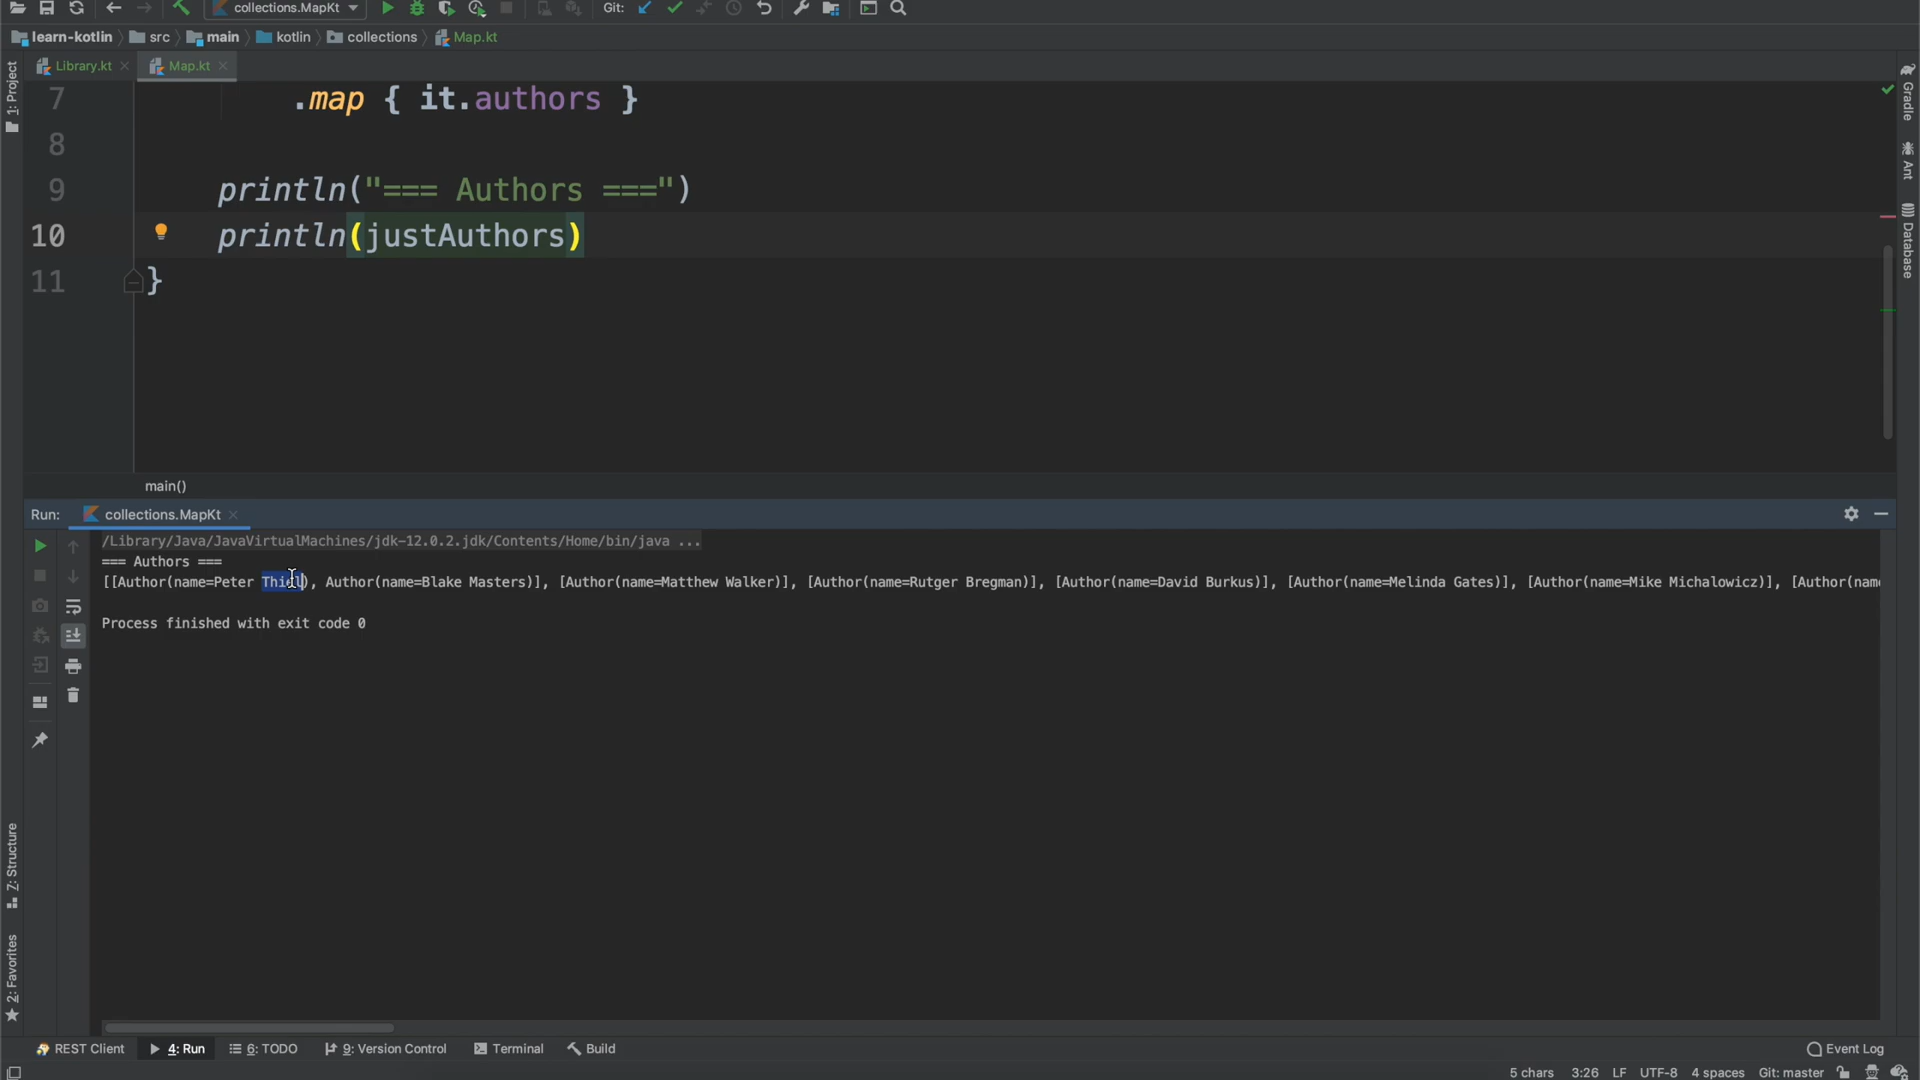 collections.MapKt
Git:
learn-kotlin src main kotlin collections Map.kt
Library.kt
Map.kt
1: Project
Gradle
Ant
Database
7 .map { it.authors }
8
9 println("=== Authors ===")
10 println(justAuthors)
11 }
main()
Run: collections.MapKt
/Library/Java/JavaVirtualMachines/jdk-12.0.2.jdk/Contents/Home/bin/java ...
=== Authors ===
[[Author(name=Peter Thiel), Author(name=Blake Masters)], [Author(name=Matthew Walker)], [Author(name=Rutger Bregman)], [Author(name=David Burkus)], [Author(name=Melinda Gates)], [Author(name=Mike Michalowicz)], [Author(nam
Process finished with exit code 0
Z: Structure
2: Favorites
REST Client 4: Run 6: TODO 9: Version Control Terminal Build Event Log
5 chars 3:26 LF UTF-8 4 spaces Git: master